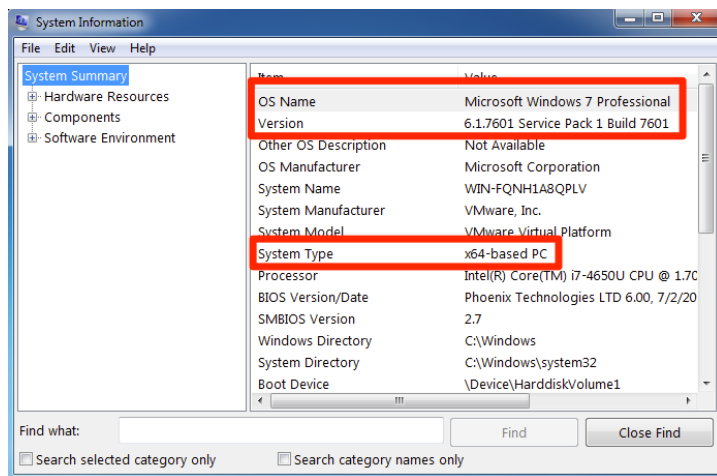 System Information
File Edit View Help
System Summary
Hardware Resources
Components
Software Environment
Item Value
OS Name Microsoft Windows 7 Professional
Version 6.1.7601 Service Pack 1 Build 7601
Other OS Description Not Available
OS Manufacturer Microsoft Corporation
System Name WIN-FQNH1A8QPLV
System Manufacturer VMware, Inc.
System Model VMware Virtual Platform
System Type x64-based PC
Processor Intel(R) Core(TM) i7-4650U CPU @ 1.70
BIOS Version/Date Phoenix Technologies LTD 6.00, 7/2/20
SMBIOS Version 2.7
Windows Directory C:\Windows
System Directory C:\Windows\system32
Boot Device \Device\HarddiskVolume1
Find what: Find Close Find
Search selected category only Search category names only